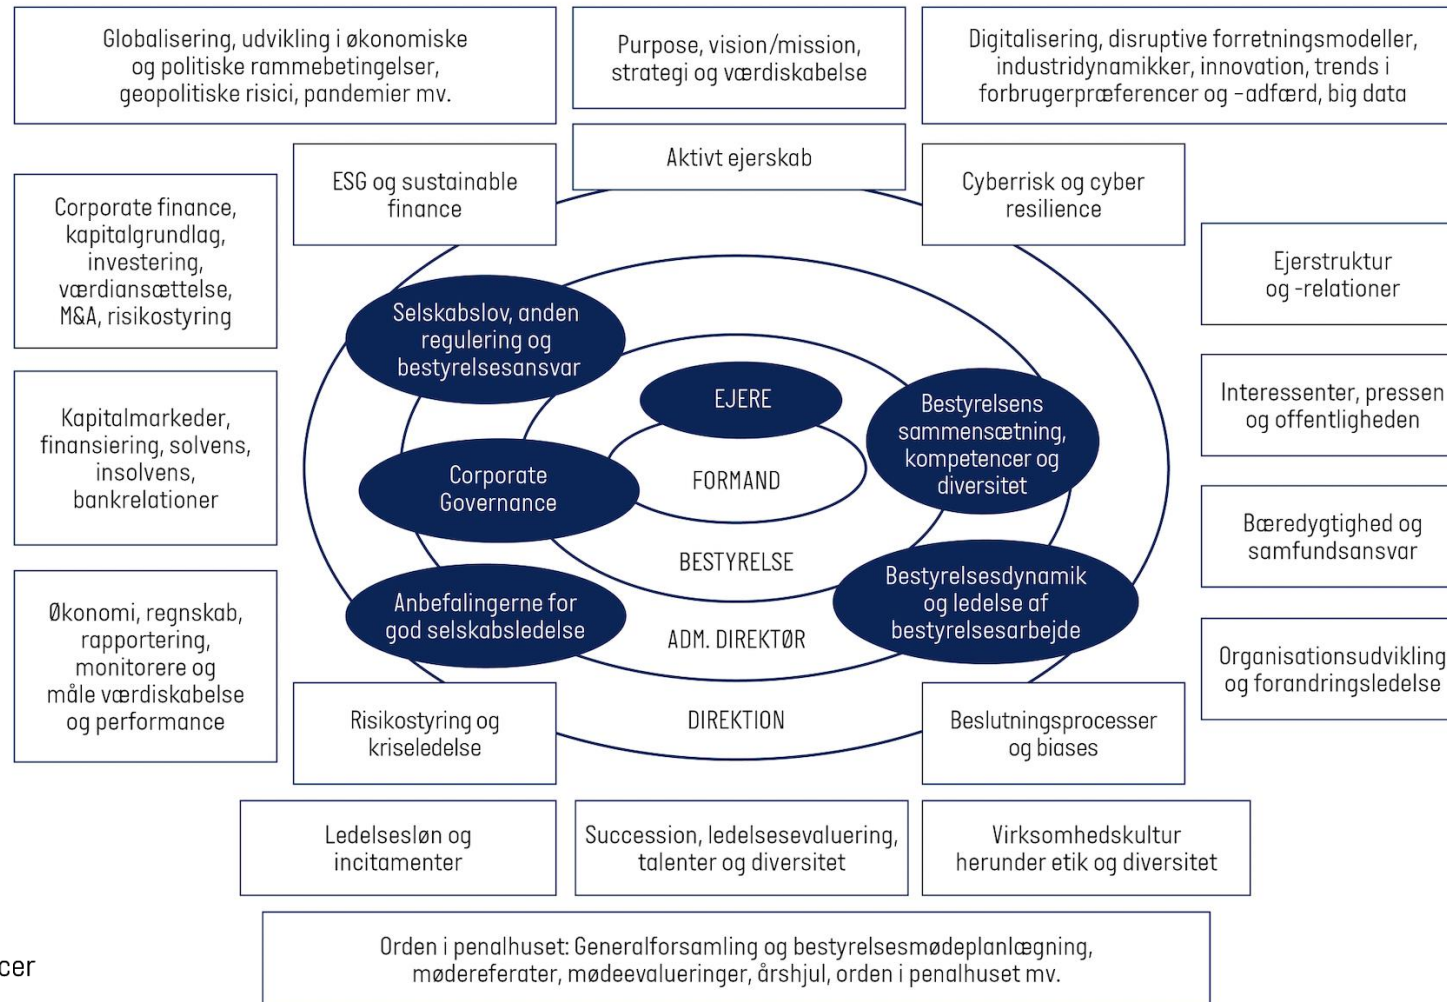 Globalisering, udvikling i økonomiske
og politiske rammebetingelser,
geopolitiske risici, pandemier mv.
Purpose, vision/mission,
strategi og værdiskabelse
Digitalisering, disruptive forretningsmodeller,
industridynamikker, innovation, trends i
forbrugerpræferencer og -adfærd, big data
Aktivt ejerskab
ESG og sustainable
finance
Cyberrisk og cyber
resilience
Corporate finance,
kapitalgrundlag,
investering,
værdiansættelse,
M&A, risikostyring
Ejerstruktur
og -relationer
Selskabslov, anden
regulering og
bestyrelsesansvar
EJERE
Bestyrelsens
sammensætning,
kompetencer og
diversitet
Kapitalmarkeder,
finansiering, solvens,
insolvens,
bankrelationer
Interessenter, pressen
og offentligheden
Corporate
Governance
FORMAND
Bæredygtighed og
samfundsansvar
BESTYRELSE
Bestyrelsesdynamik
og ledelse af
bestyrelsesarbejde
Anbefalingerne for
god selskabsledelse
Økonomi, regnskab,
rapportering,
monitorere og
måle værdiskabelse
og performance
ADM. DIREKTØR
Organisationsudvikling
og forandringsledelse
Risikostyring og
kriseledelse
DIREKTION
Beslutningsprocesser
og biases
Ledelsesløn og
incitamenter
Succession, ledelsesevaluering,
talenter og diversitet
Virksomhedskultur
herunder etik og diversitet
Orden i penalhuset: Generalforsamling og bestyrelsesmødeplanlægning,
mødereferater, mødeevalueringer, årshjul, orden i penalhuset mv.
cer